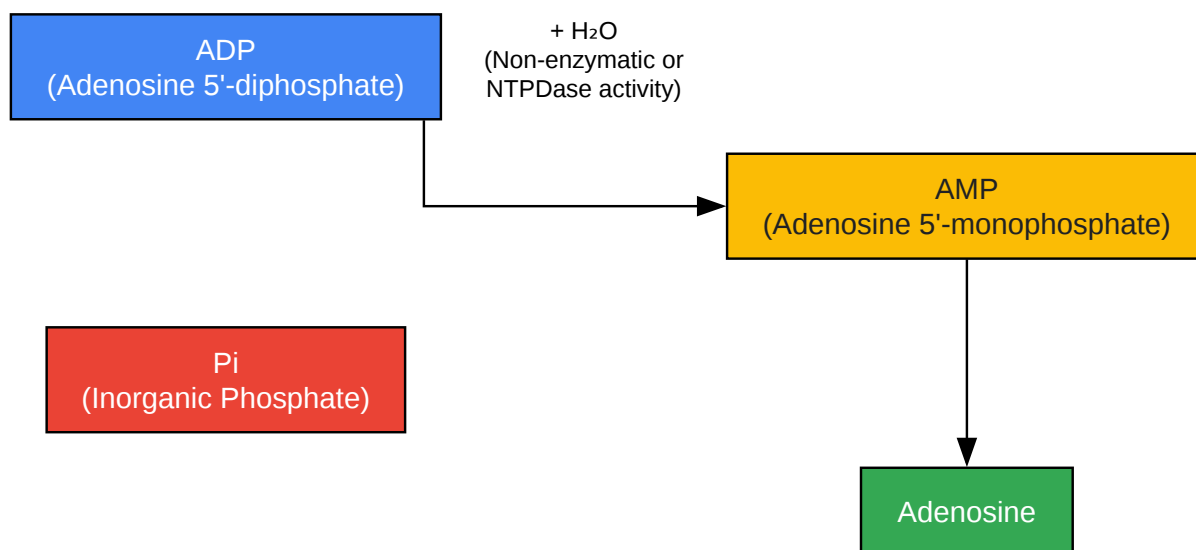 ADP
(Adenosine 5'-diphosphate)
+ H₂O
(Non-enzymatic or
NTPDase activity)
AMP
(Adenosine 5'-monophosphate)
Pi
(Inorganic Phosphate)
Adenosine